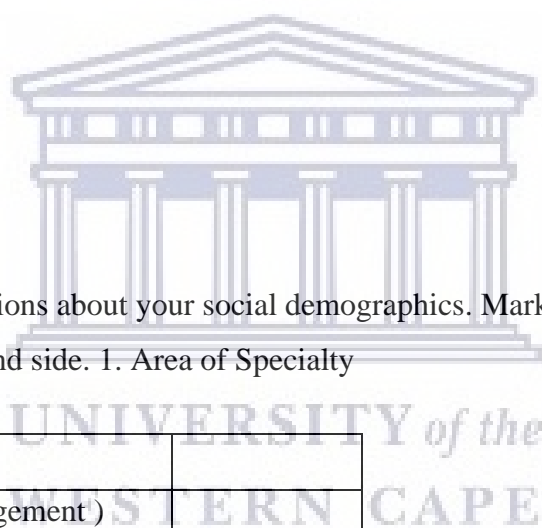 ions about your social demographics. Mark
nd side. 1. Area of Specialty
UNIVERSITY of the
gement )
WESTERN CAPE